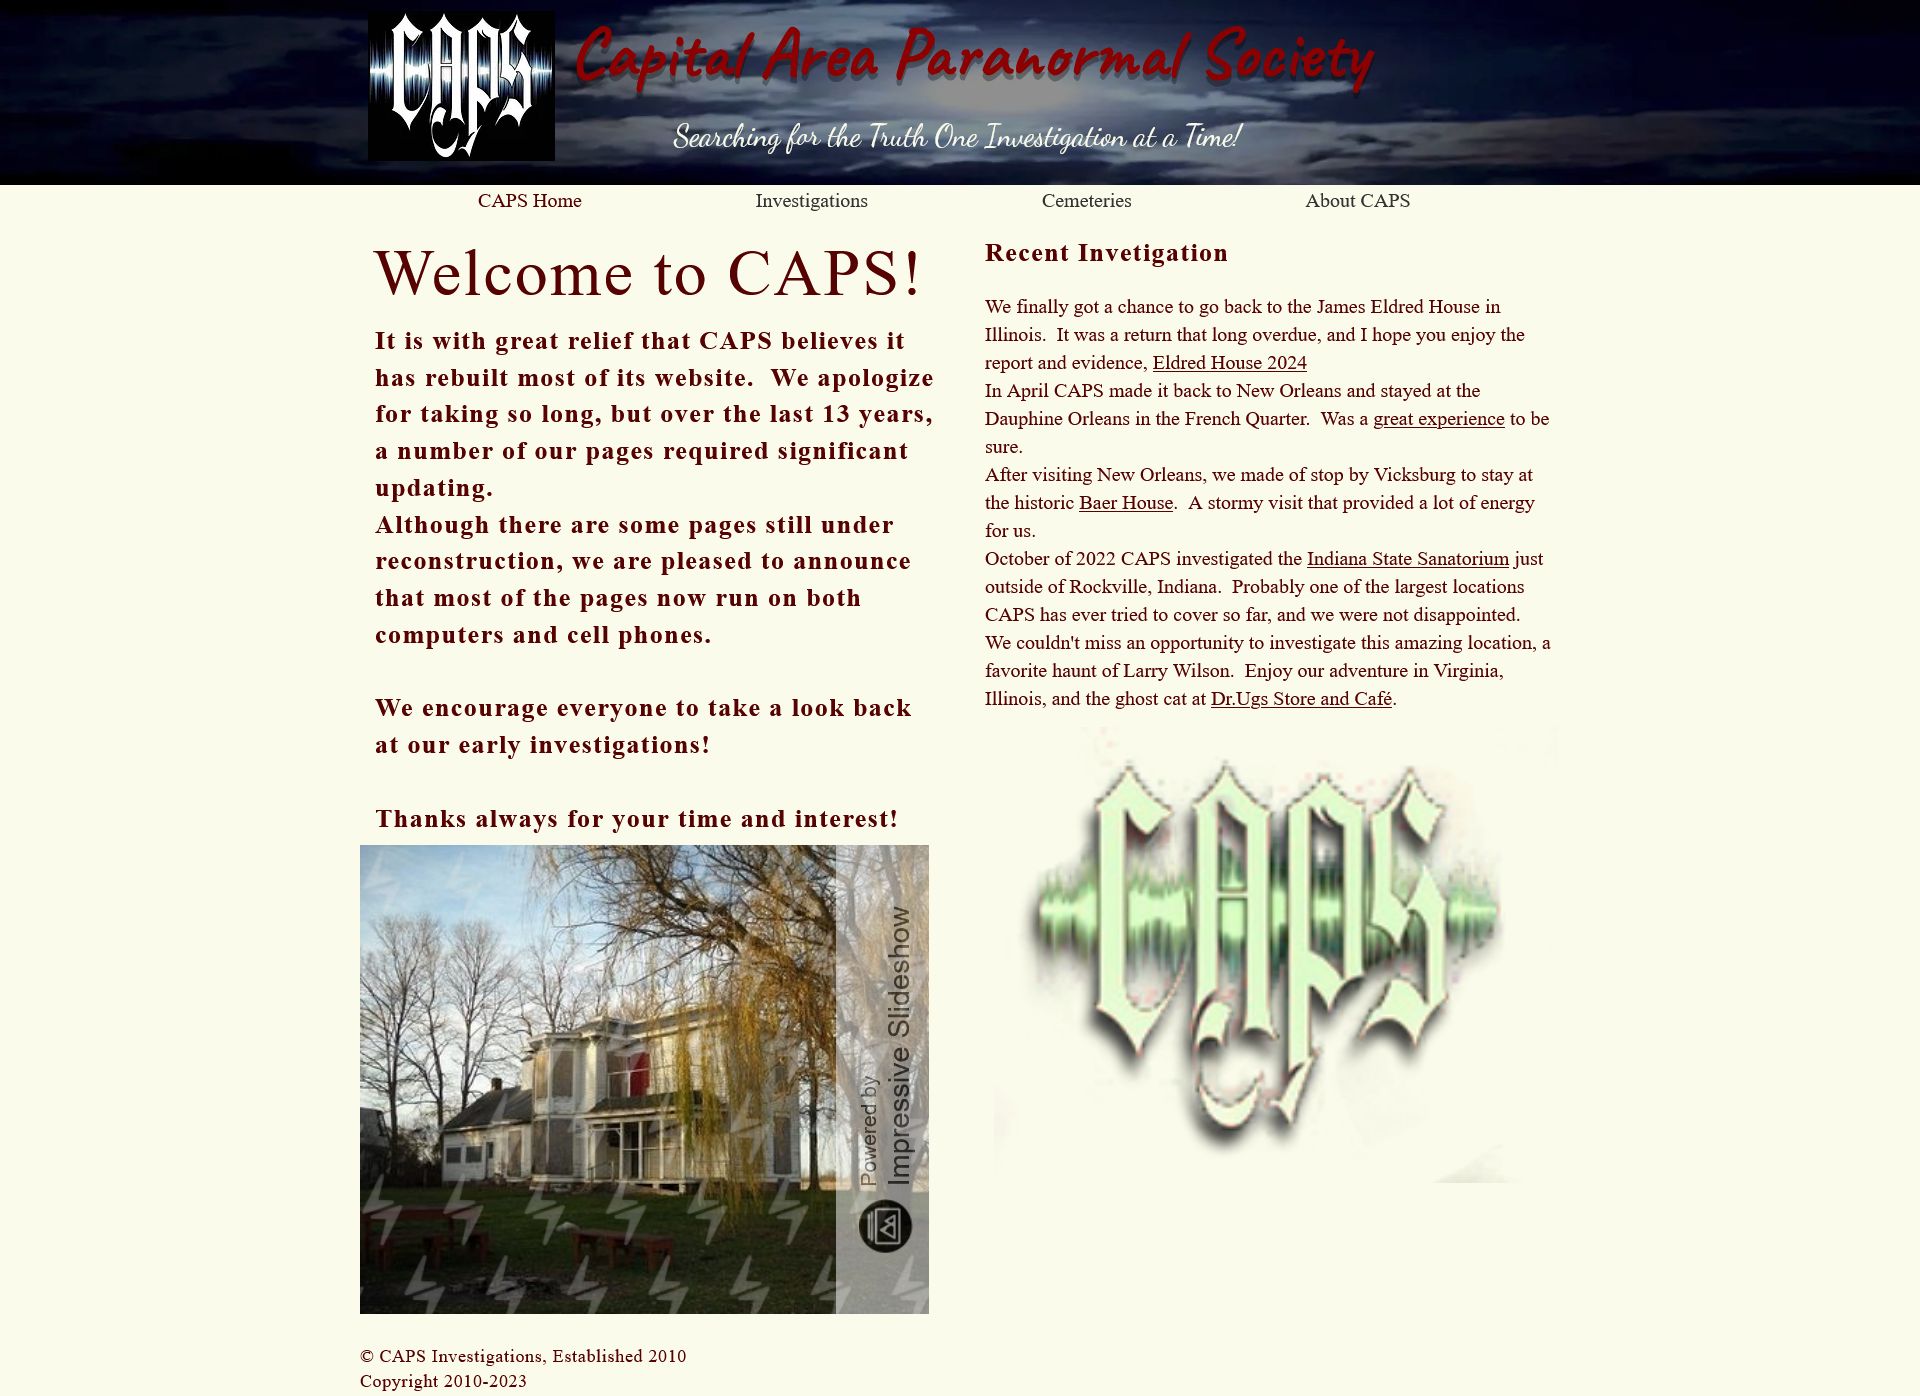 CAPS
Capital Area Paranormal Society
Searching for the Truth One Investigation at a Time!
CAPS Home
Investigations
Cemeteries
About CAPS
Welcome to CAPS!
It is with great relief that CAPS believes it
has rebuilt most of its website.  We apologize
for taking so long, but over the last 13 years,
a number of our pages required significant
updating.
Although there are some pages still under
reconstruction, we are pleased to announce
that most of the pages now run on both
computers and cell phones.
We encourage everyone to take a look back
at our early investigations!
Thanks always for your time and interest!
Powered by
Impressive Slideshow
Recent Invetigation
We finally got a chance to go back to the James Eldred House in
Illinois.  It was a return that long overdue, and I hope you enjoy the
report and evidence, Eldred House 2024
In April CAPS made it back to New Orleans and stayed at the
Dauphine Orleans in the French Quarter.  Was a great experience to be
sure.
After visiting New Orleans, we made of stop by Vicksburg to stay at
the historic Baer House.  A stormy visit that provided a lot of energy
for us.
October of 2022 CAPS investigated the Indiana State Sanatorium just
outside of Rockville, Indiana.  Probably one of the largest locations
CAPS has ever tried to cover so far, and we were not disappointed.
We couldn't miss an opportunity to investigate this amazing location, a
favorite haunt of Larry Wilson.  Enjoy our adventure in Virginia,
Illinois, and the ghost cat at Dr.Ugs Store and Café.
CAPS
© CAPS Investigations, Established 2010
Copyright 2010-2023